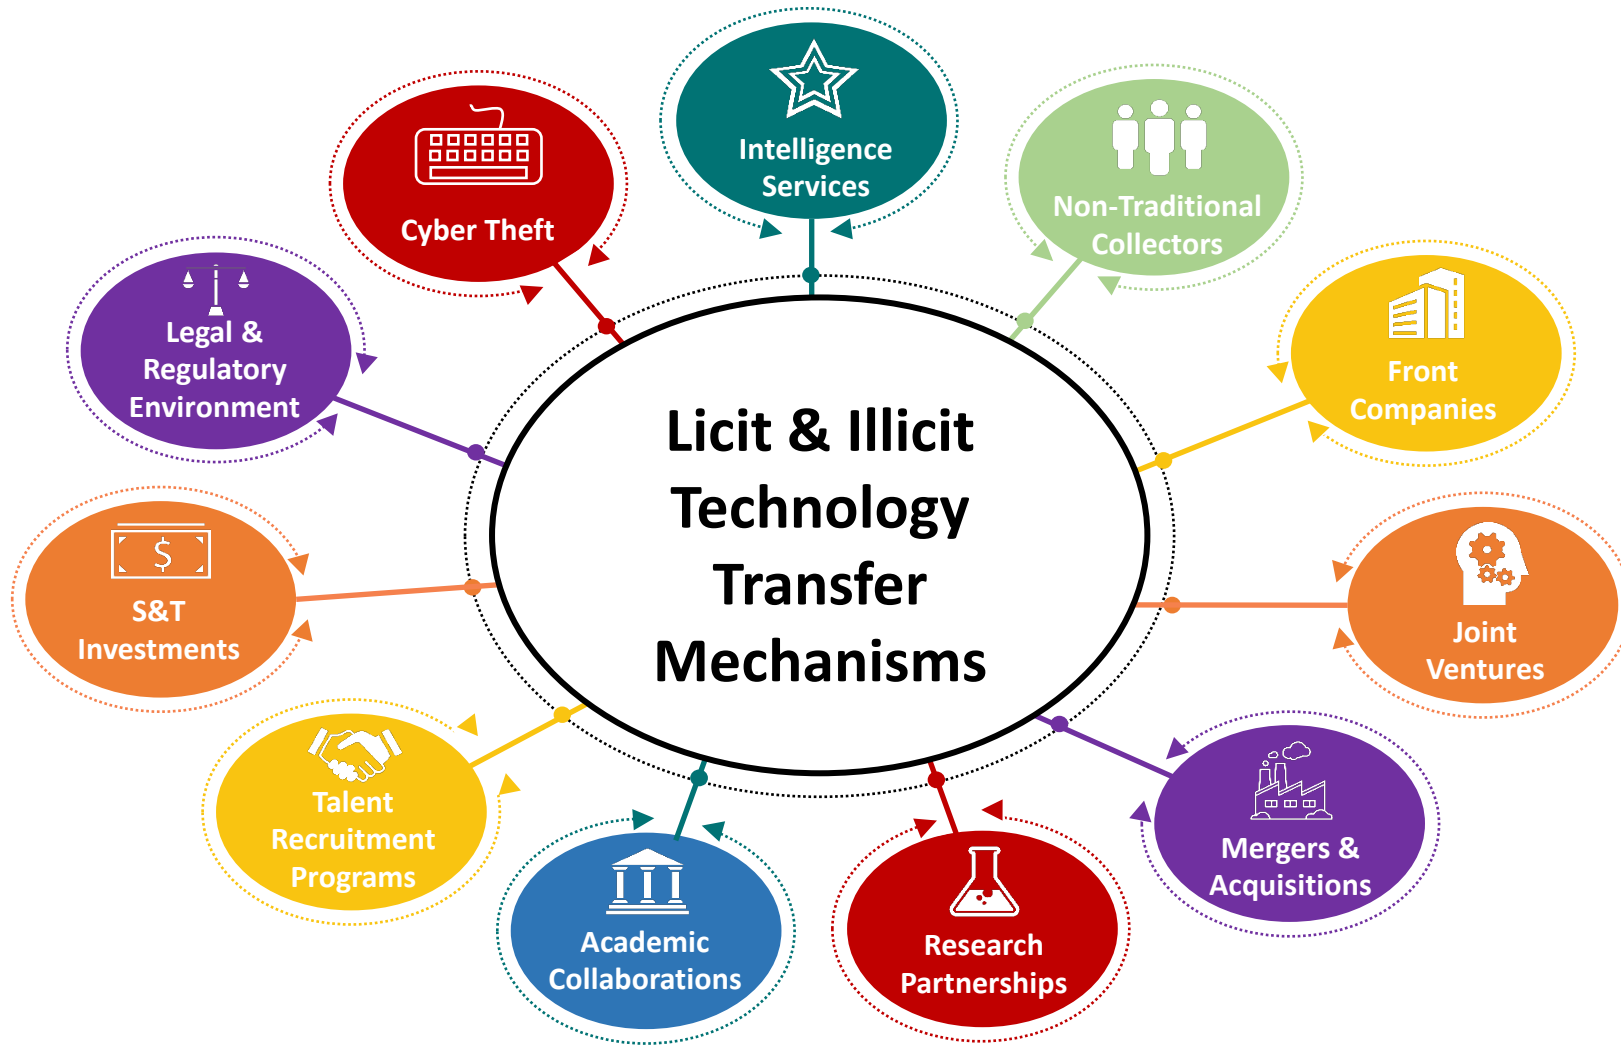 Intelligence
Services
Non-Traditional
Collectors
Front
Companies
Joint
Ventures
Mergers &
Acquisitions
Research
Partnerships
Academic
Collaborations
Talent
Recruitment
Programs
S&T
Investments
$
Legal &
Regulatory
Environment
Cyber Theft
Licit & Illicit
Technology
Transfer
Mechanisms